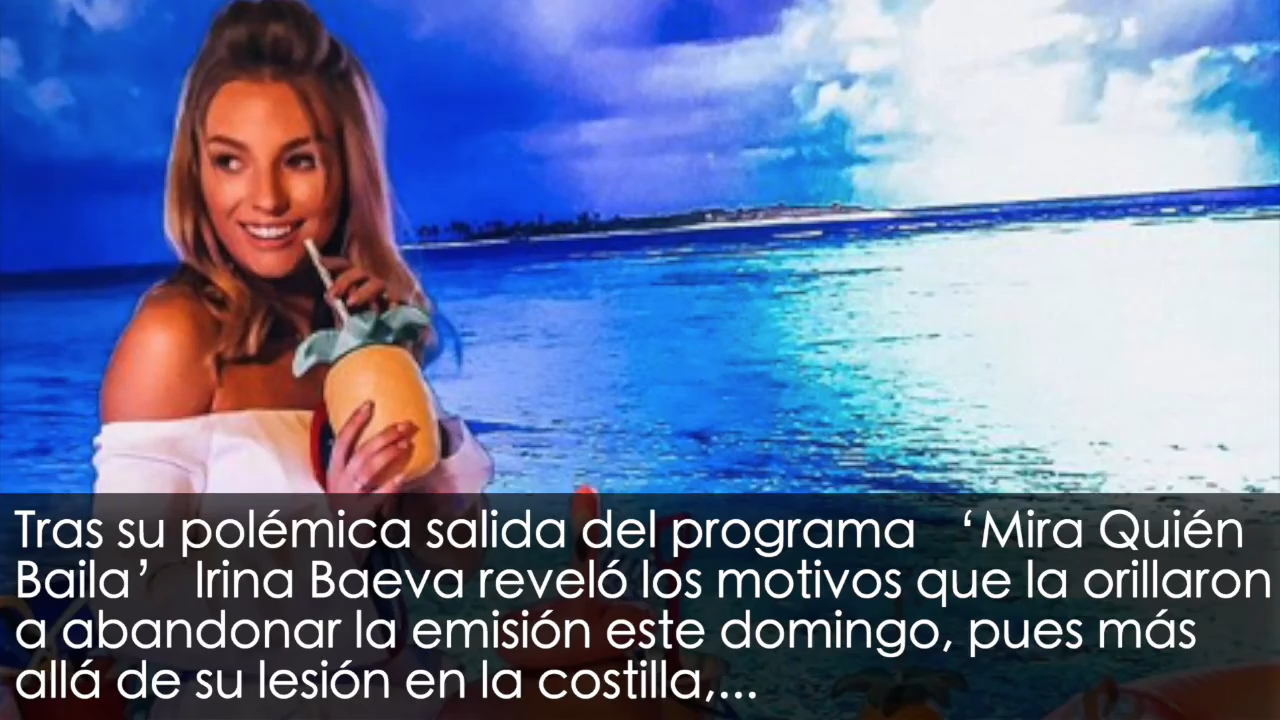 Tras su polémica salida del programa ‘Mira Quién
Baila’ Irina Baeva reveló los motivos que la orillaron
a abandonar la emisión este domingo, pues más
allá de su lesión en la costilla,...